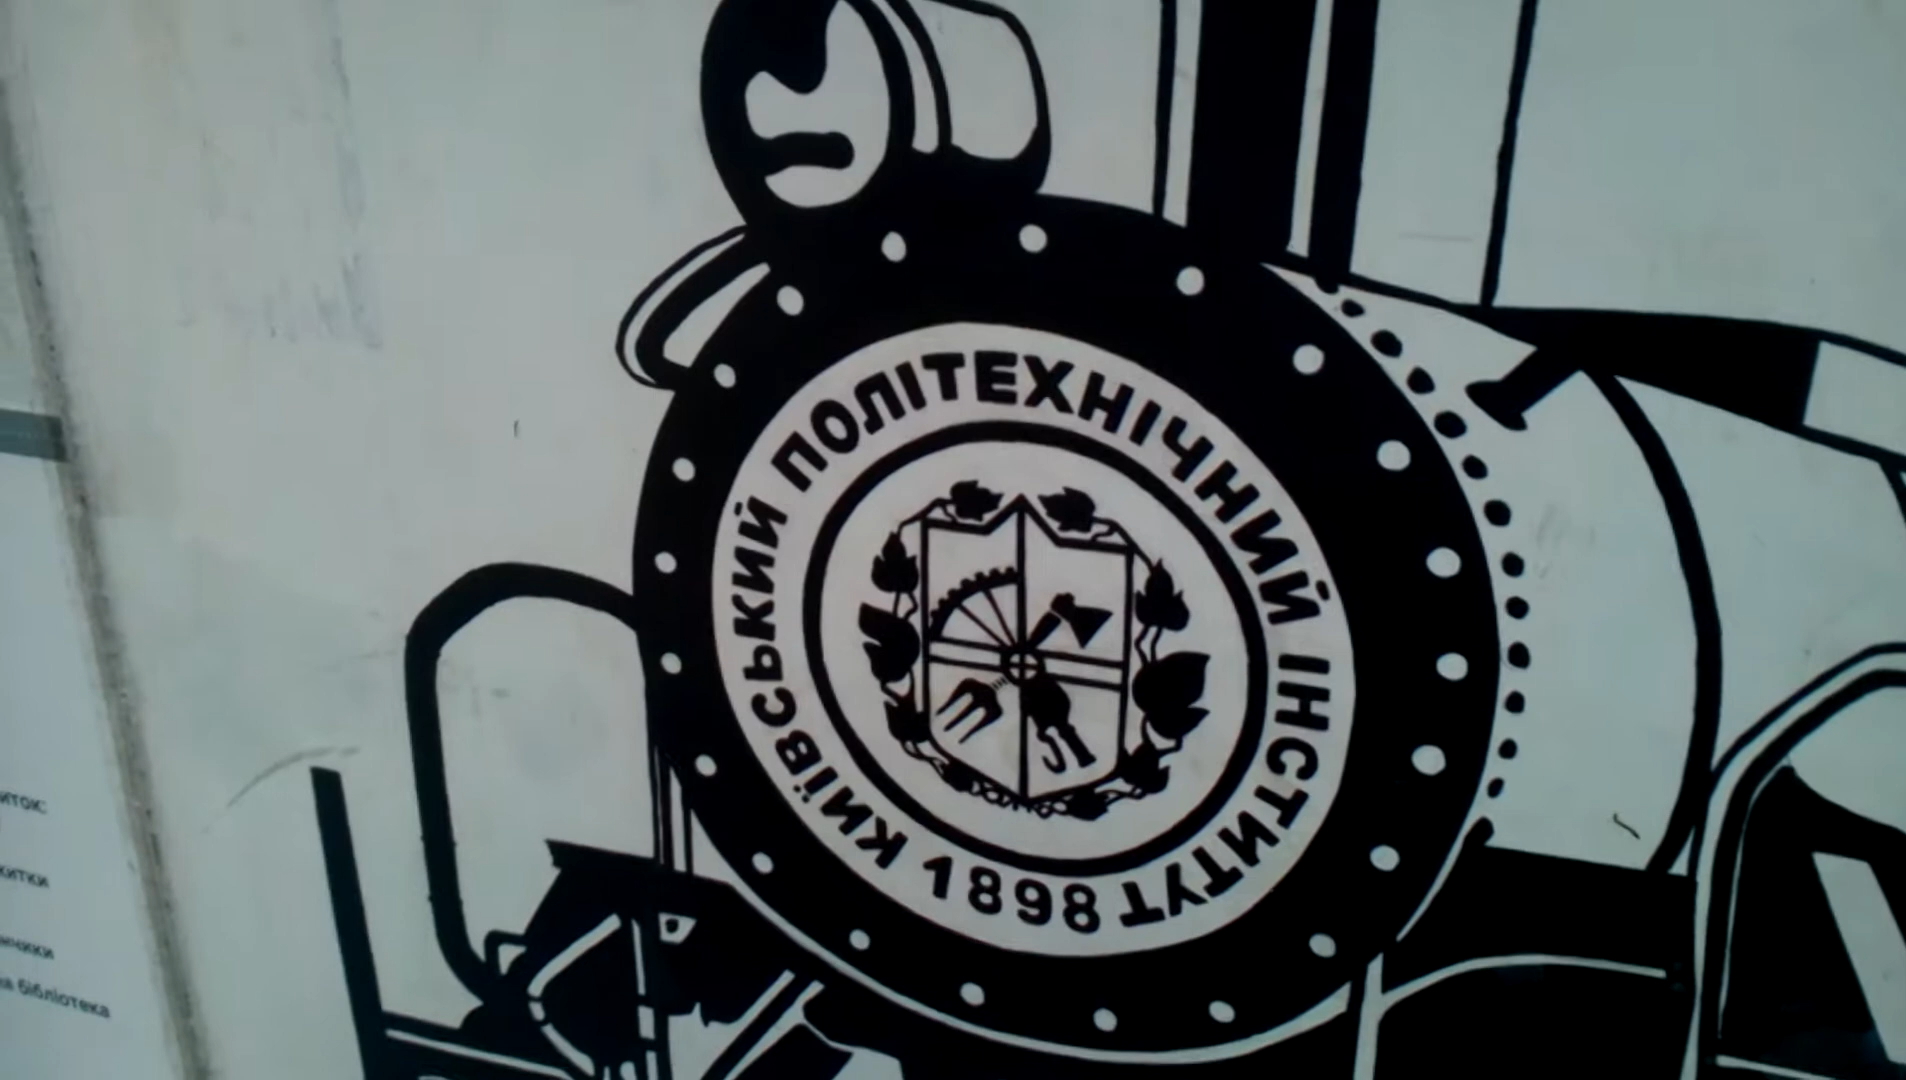 КИЇВСЬКИЙ ПОЛІТЕХНІЧНИЙ ІНСТИТУТ
1898
бібліотека